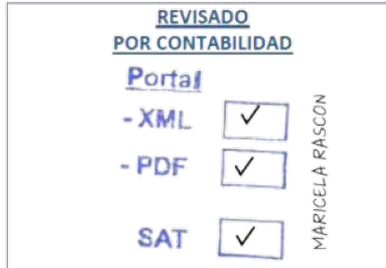 REVISADO
POR CONTABILIDAD
Portal
- XML ✓
- PDF ✓
SAT ✓
MARICELA RASCON